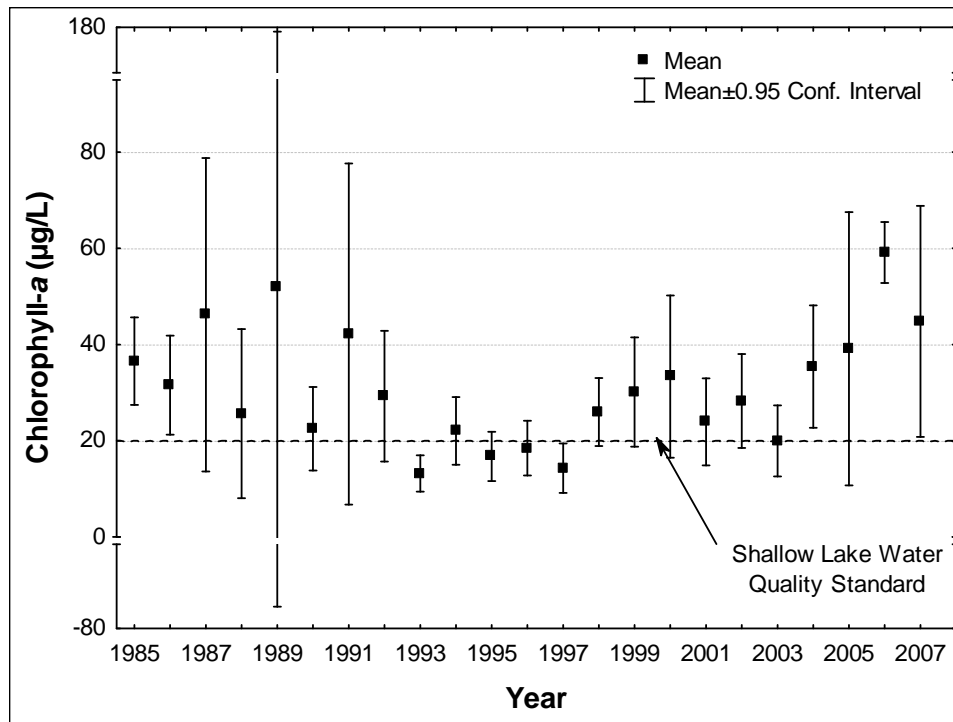 180
Mean
Mean±0.95 Conf. Interval
80
60
40
20
0
-80
Chlorophyll-a (µg/L)
Shallow Lake Water
Quality Standard
1985 1987 1989 1991 1993 1995 1997 1999 2001 2003 2005 2007
Year